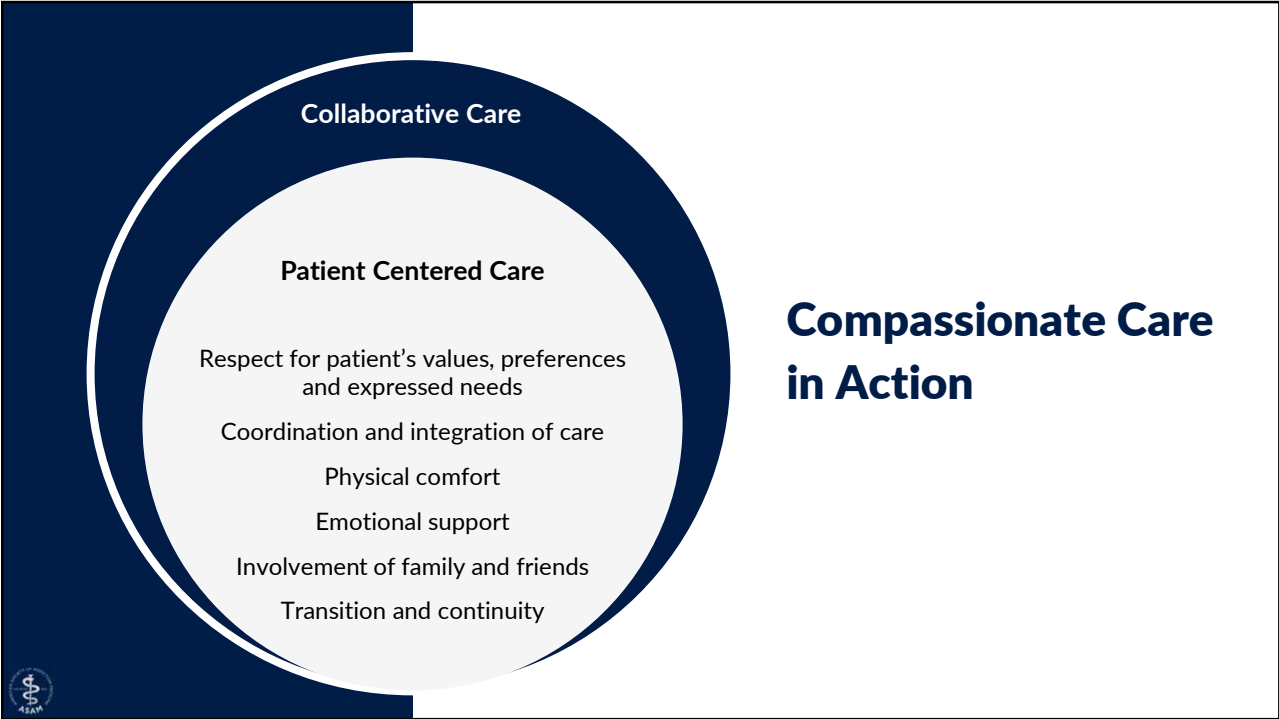 Collaborative Care
Patient Centered Care
Respect for patient’s values, preferences
and expressed needs
Coordination and integration of care
Physical comfort
Emotional support
Involvement of family and friends
Transition and continuity
Compassionate Care
in Action
ASAM